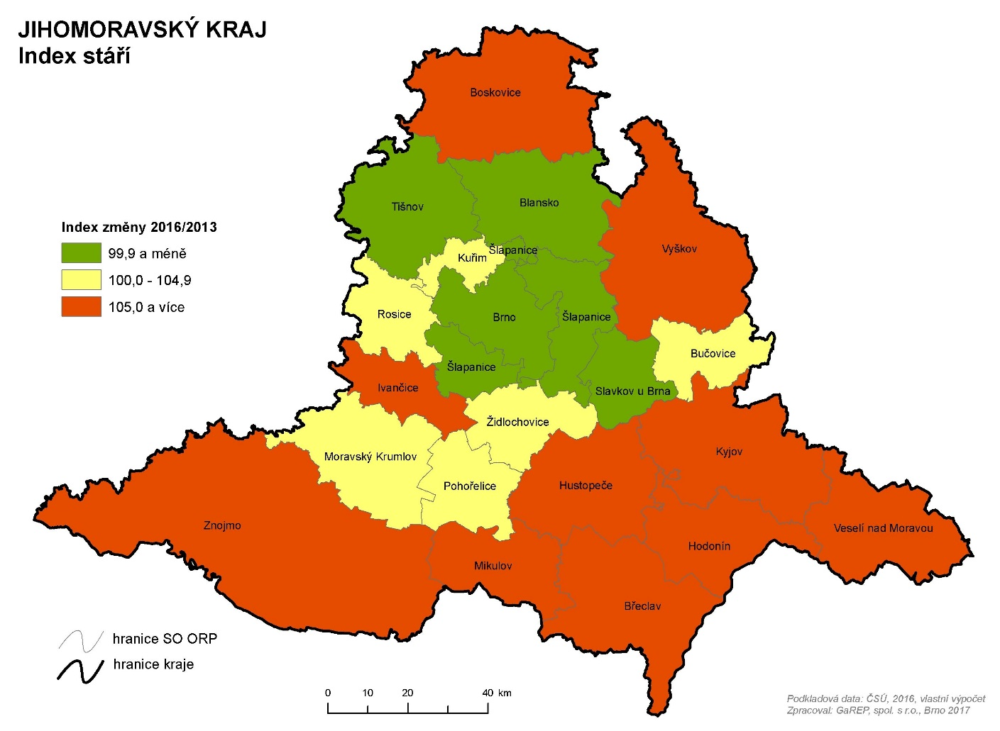 JIHOMORAVSKÝ KRAJ
Index stáří
Boskovice
Tišnov
Blansko
Index změny 2016/2013
99,9 a méně
100,0 - 104,9
105,0 a více
Vyškov
Kuřim
Šlapanice
Rosice
Brno
Šlapanice
Bučovice
Šlapanice
Ivančice
Slavkov u Brna
Židlochovice
Moravský Krumlov
Kyjov
Pohořelice
Hustopeče
Znojmo
Veselí nad Moravou
Hodonín
Mikulov
Břeclav
hranice SO ORP
hranice kraje
0 10 20 40 km
Podkladová data: ČSÚ, 2016, vlastní výpočet
Zpracoval: GaREP, spol. s r.o., Brno 2017